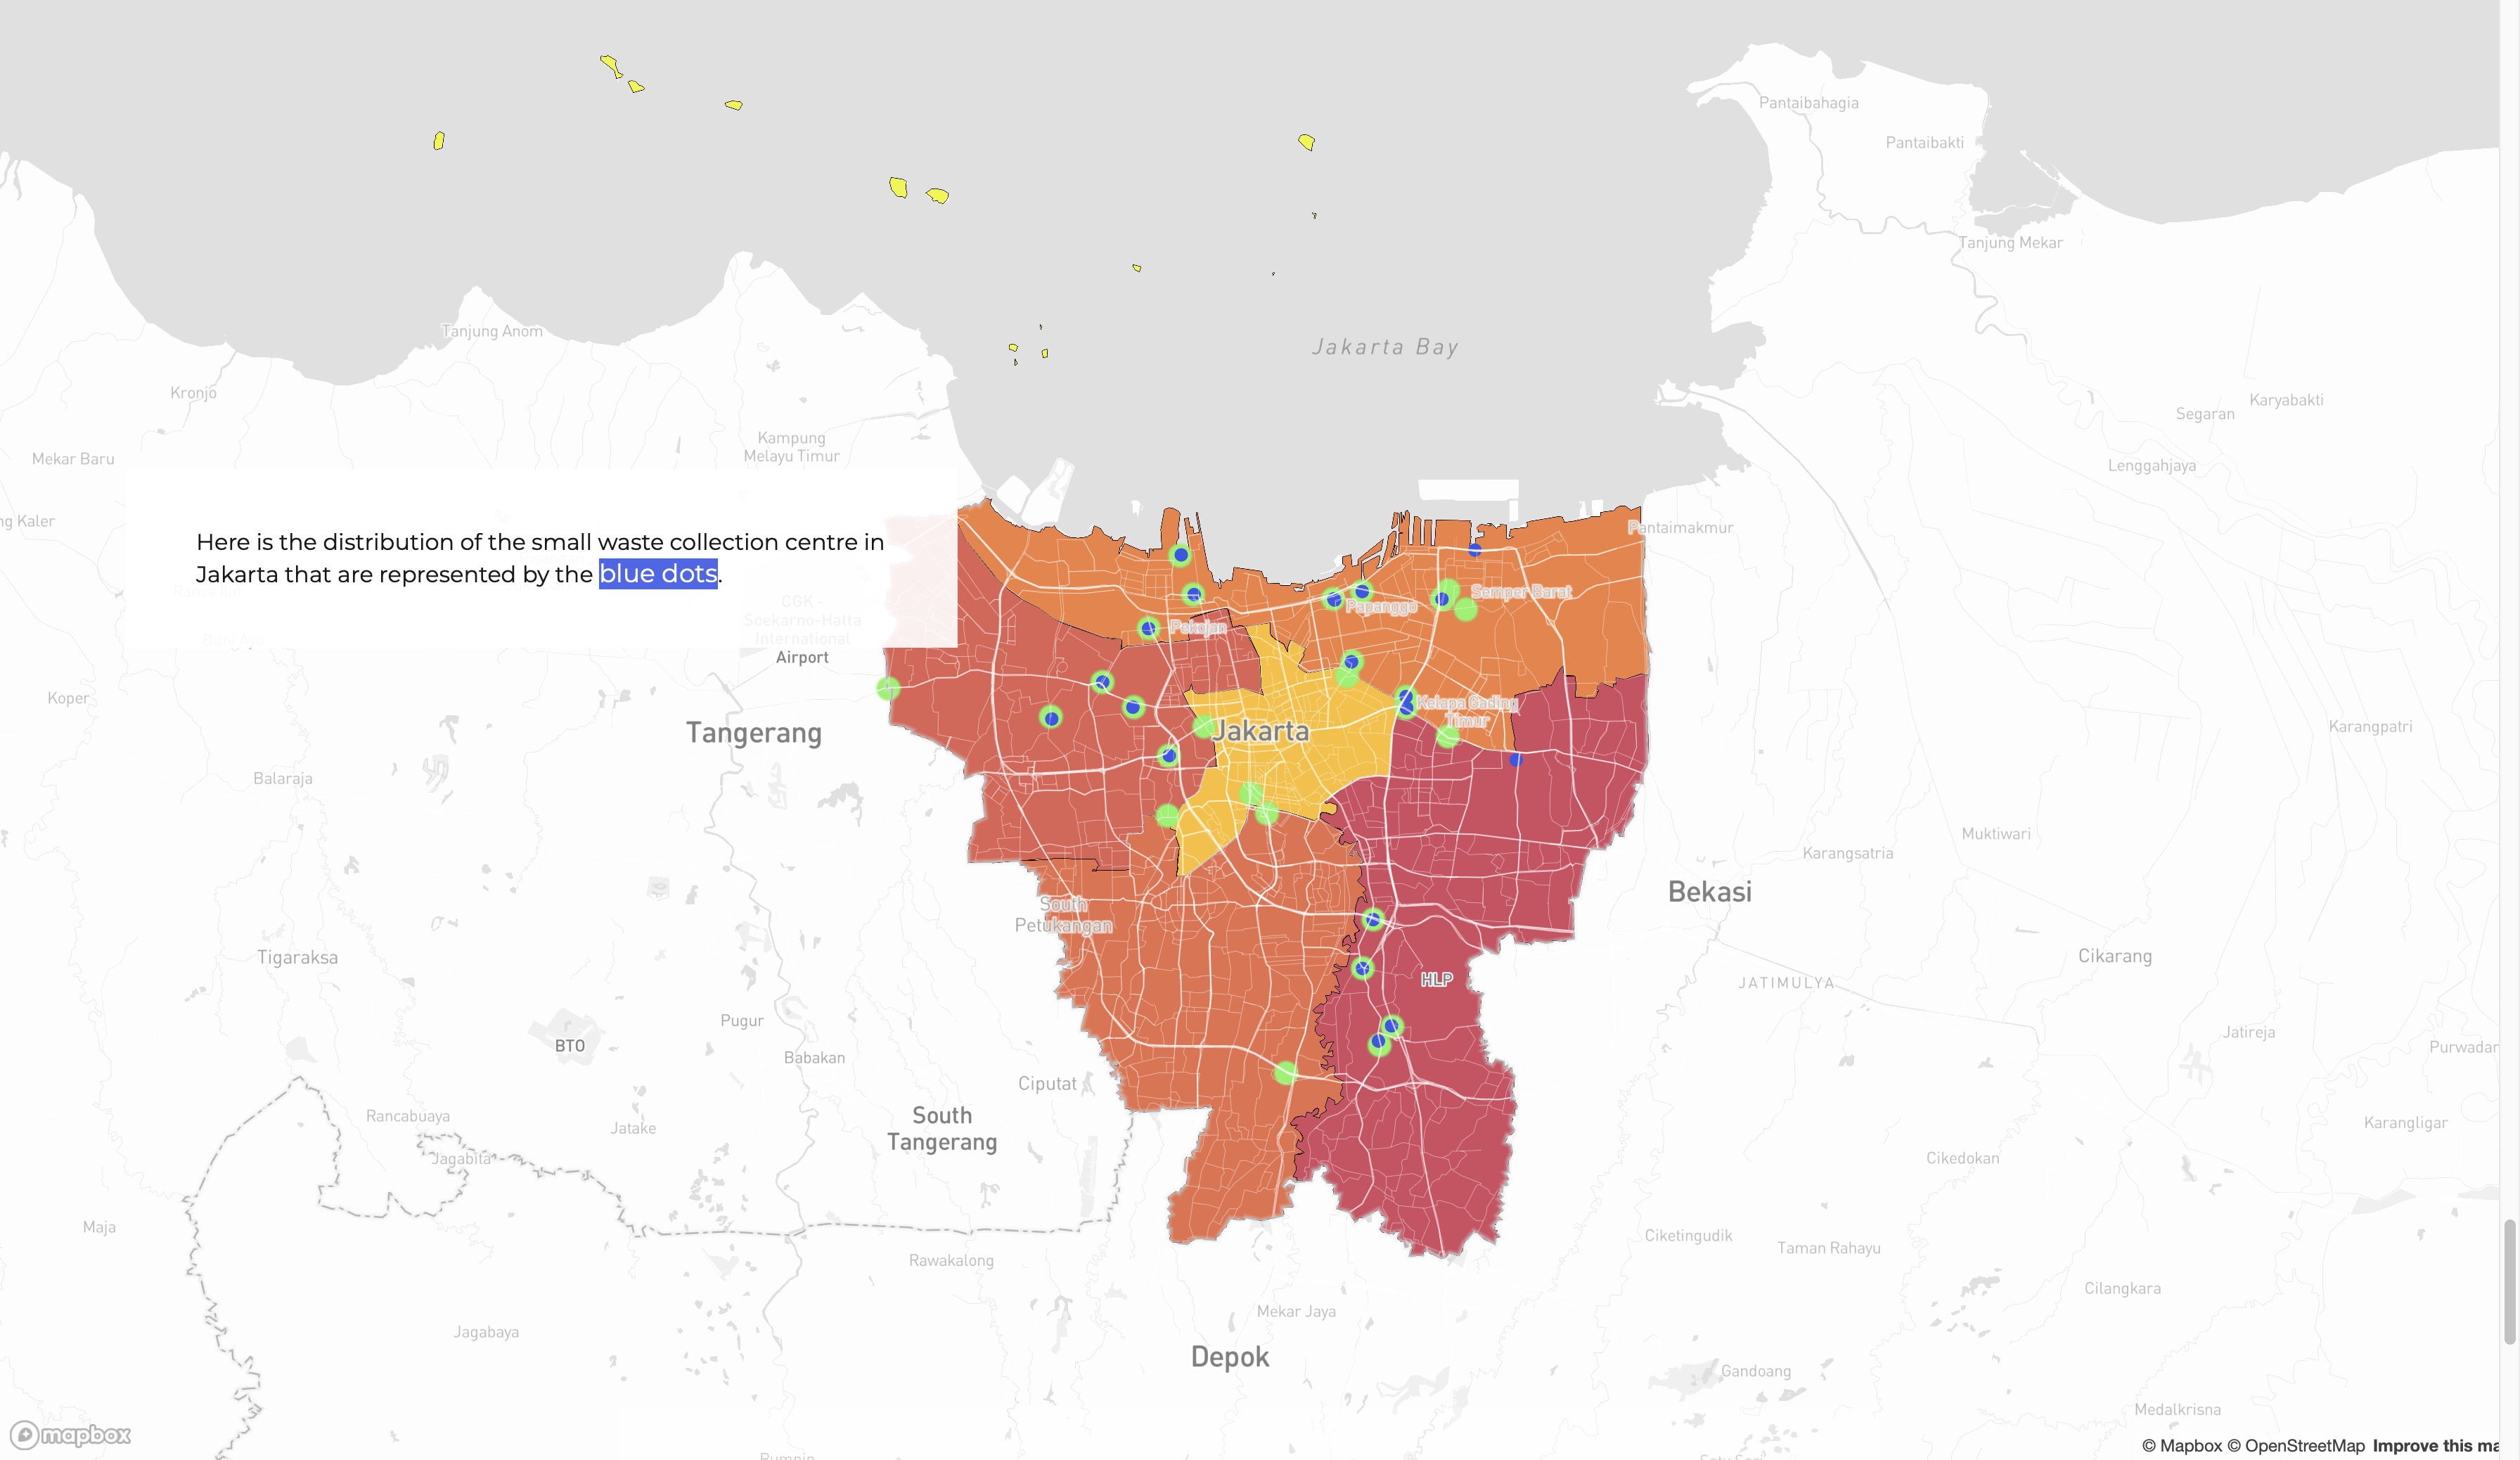 Pantaibahagia
Pantaibakti
Tanjung Mekar
Tanjung Anom
Jakarta Bay
Kronjo
Karyabakti
Segaran
Kampung
Melayu Timur
Mekar Baru
Lenggahjaya
ng Kaler
Pantaimakmur
Here is the distribution of the small waste collection centre in
Jakarta that are represented by the blue dots.
Semper Barat
CGK -
Soekarno-Hatta
International
Airport
Papanggo
Pekojan
Koper
Kelapa Gading
Timur
Tangerang
Jakarta
Karangpatri
Balaraja
Muktiwari
Karangsatria
Bekasi
South
Petukangan
Tigaraksa
Cikarang
HLP
JATIMULYA
Pugur
BTO
Babakan
Jatireja
Purwadar
Ciputat
Rancabuaya
Jatake
South
Tangerang
Karangligar
Jagabita
Cikedokan
Maja
Ciketingudik
Taman Rahayu
Rawakalong
Cilangkara
Mekar Jaya
Jagabaya
Depok
Gandoang
Medalkrisna
mapbox
© Mapbox © OpenStreetMap Improve this ma